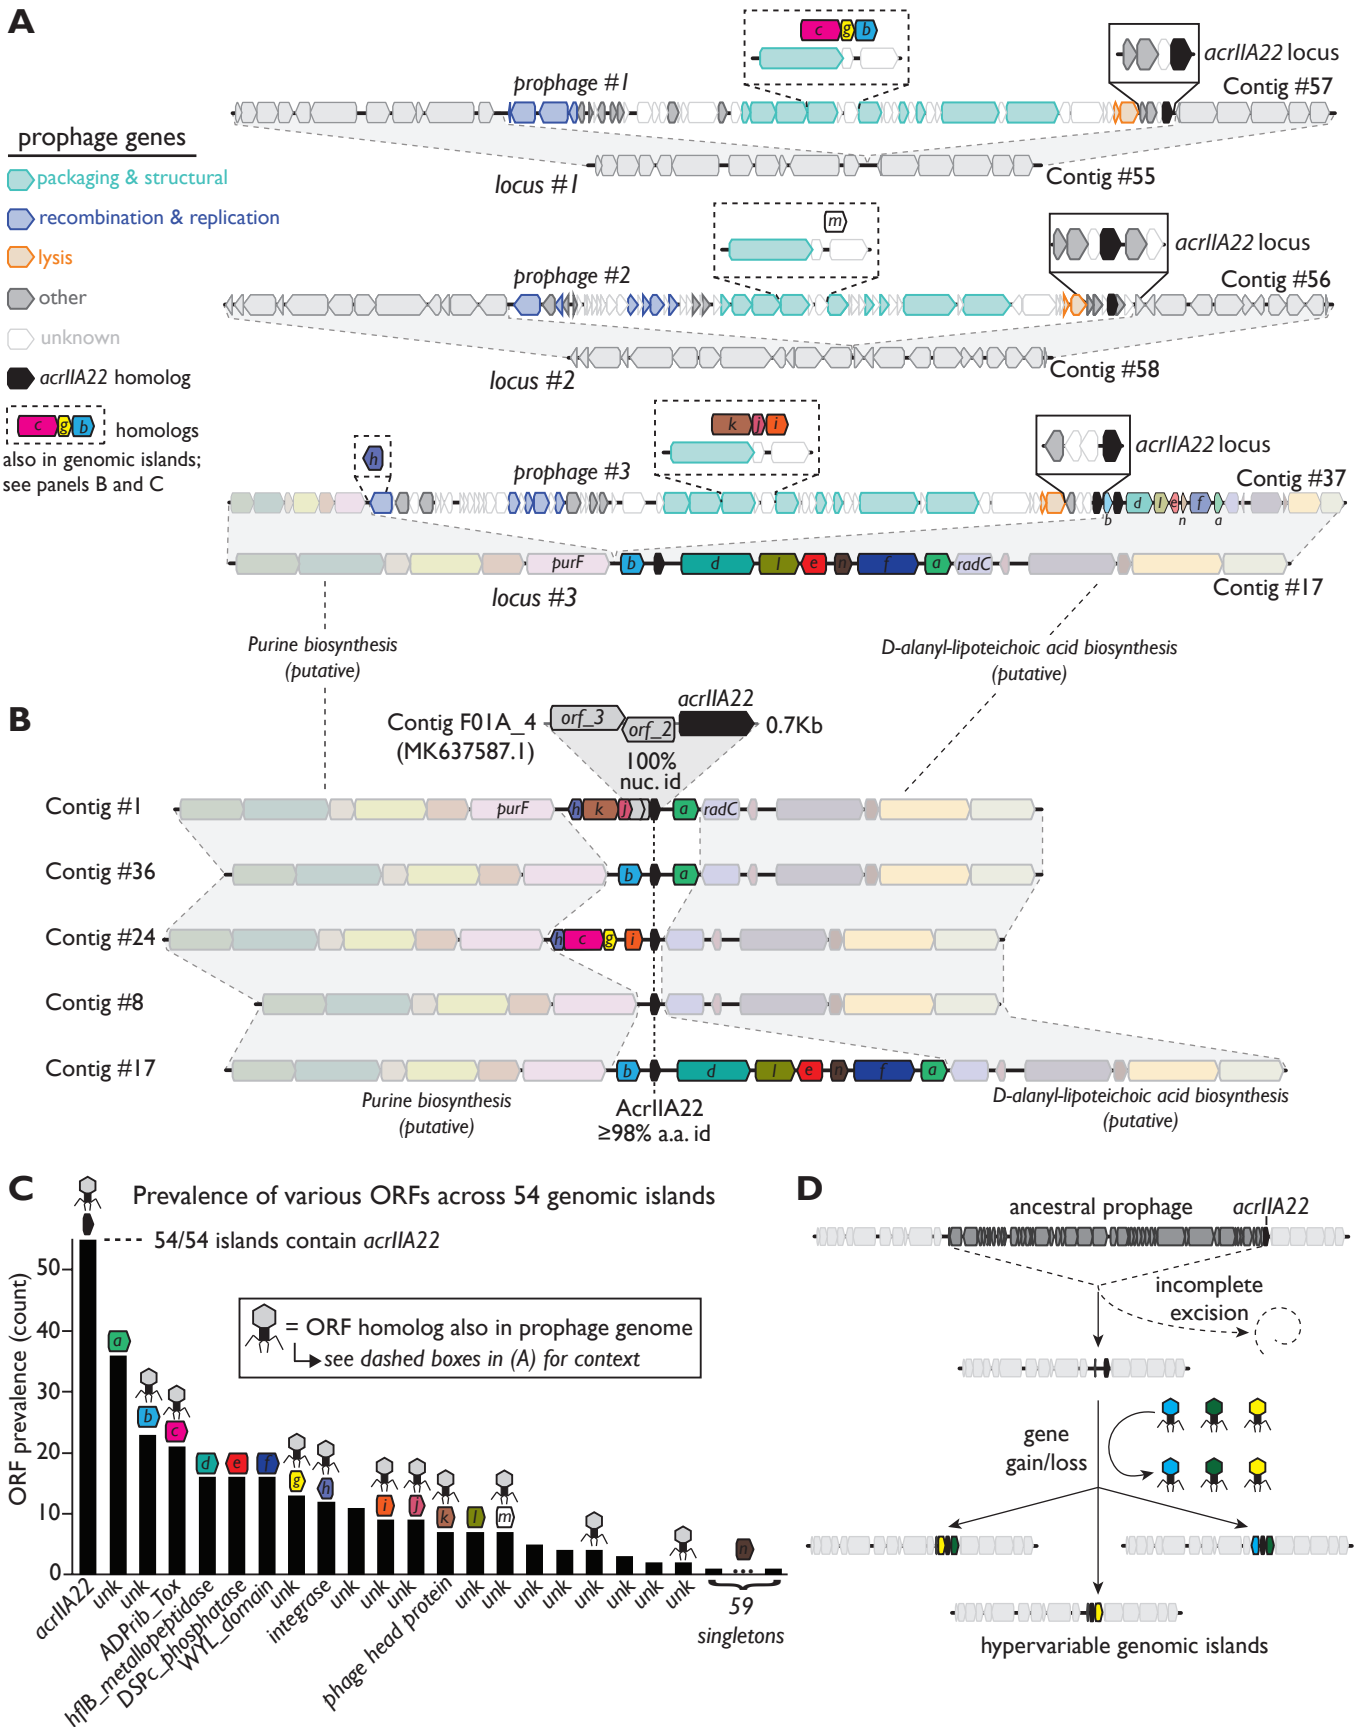 A
prophage genes
packaging & structural
recombination & replication
lysis
other
unknown
acrIIA22 homolog
c g b homologs
also in genomic islands;
see panels B and C
c g b
prophage #1
acrIIA22 locus
Contig #57
locus #1
Contig #55
m
prophage #2
acrIIA22 locus
Contig #56
locus #2
Contig #58
k j i
h
prophage #3
acrIIA22 locus
Contig #37
b d l e n f a
purF b d l e n f a radC
locus #3
Contig #17
Purine biosynthesis
(putative)
D-alanyl-lipoteichoic acid biosynthesis
(putative)
B
Contig F01A_4
(MK637587.1)
orf_3
orf_2
acrIIA22
0.7Kb
100%
nuc. id
Contig #1
purF h k j a radC
Contig #36
b a
Contig #24
h c g i
Contig #8
Contig #17
b d l e n f a
Purine biosynthesis
(putative)
AcrIIA22
≥98% a.a. id
D-alanyl-lipoteichoic acid biosynthesis
(putative)
C
Prevalence of various ORFs across 54 genomic islands
54/54 islands contain acrIIA22
= ORF homolog also in prophage genome
see dashed boxes in (A) for context
ORF prevalence (count)
50
40
30
20
10
0
a
b
c
d
e
f
g
h
i
j
k
l
m
n
...
acrIIA22
unk
unk
ADPrib_Tox
hflB_metallopeptidase
DSPc_phosphatase
WYL_domain
unk
integrase
unk
unk
unk
phage head protein
unk
unk
unk
unk
unk
unk
unk
unk
59
singletons
D
ancestral prophage
acrIIA22
incomplete
excision
gene
gain/loss
hypervariable genomic islands